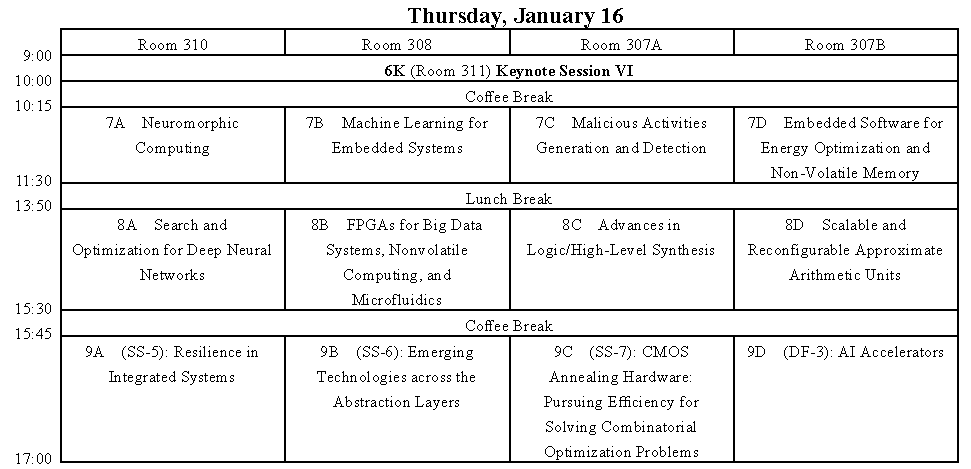 Thursday, January 16
Room 310
Room 308
Room 307A
Room 307B
9:00
6K (Room 311) Keynote Session VI
10:00
Coffee Break
10:15
7A Neuromorphic
Computing
7B Machine Learning for
Embedded Systems
7C Malicious Activities
Generation and Detection
7D Embedded Software for
Energy Optimization and
Non-Volatile Memory
11:30
Lunch Break
13:50
8A Search and
Optimization for Deep Neural
Networks
8B FPGAs for Big Data
Systems, Nonvolatile
Computing, and
Microfluidics
8C Advances in
Logic/High-Level Synthesis
8D Scalable and
Reconfigurable Approximate
Arithmetic Units
15:30
Coffee Break
15:45
9A (SS-5): Resilience in
Integrated Systems
9B (SS-6): Emerging
Technologies across the
Abstraction Layers
9C (SS-7): CMOS
Annealing Hardware:
Pursuing Efficiency for
Solving Combinatorial
Optimization Problems
9D (DF-3): AI Accelerators
17:00